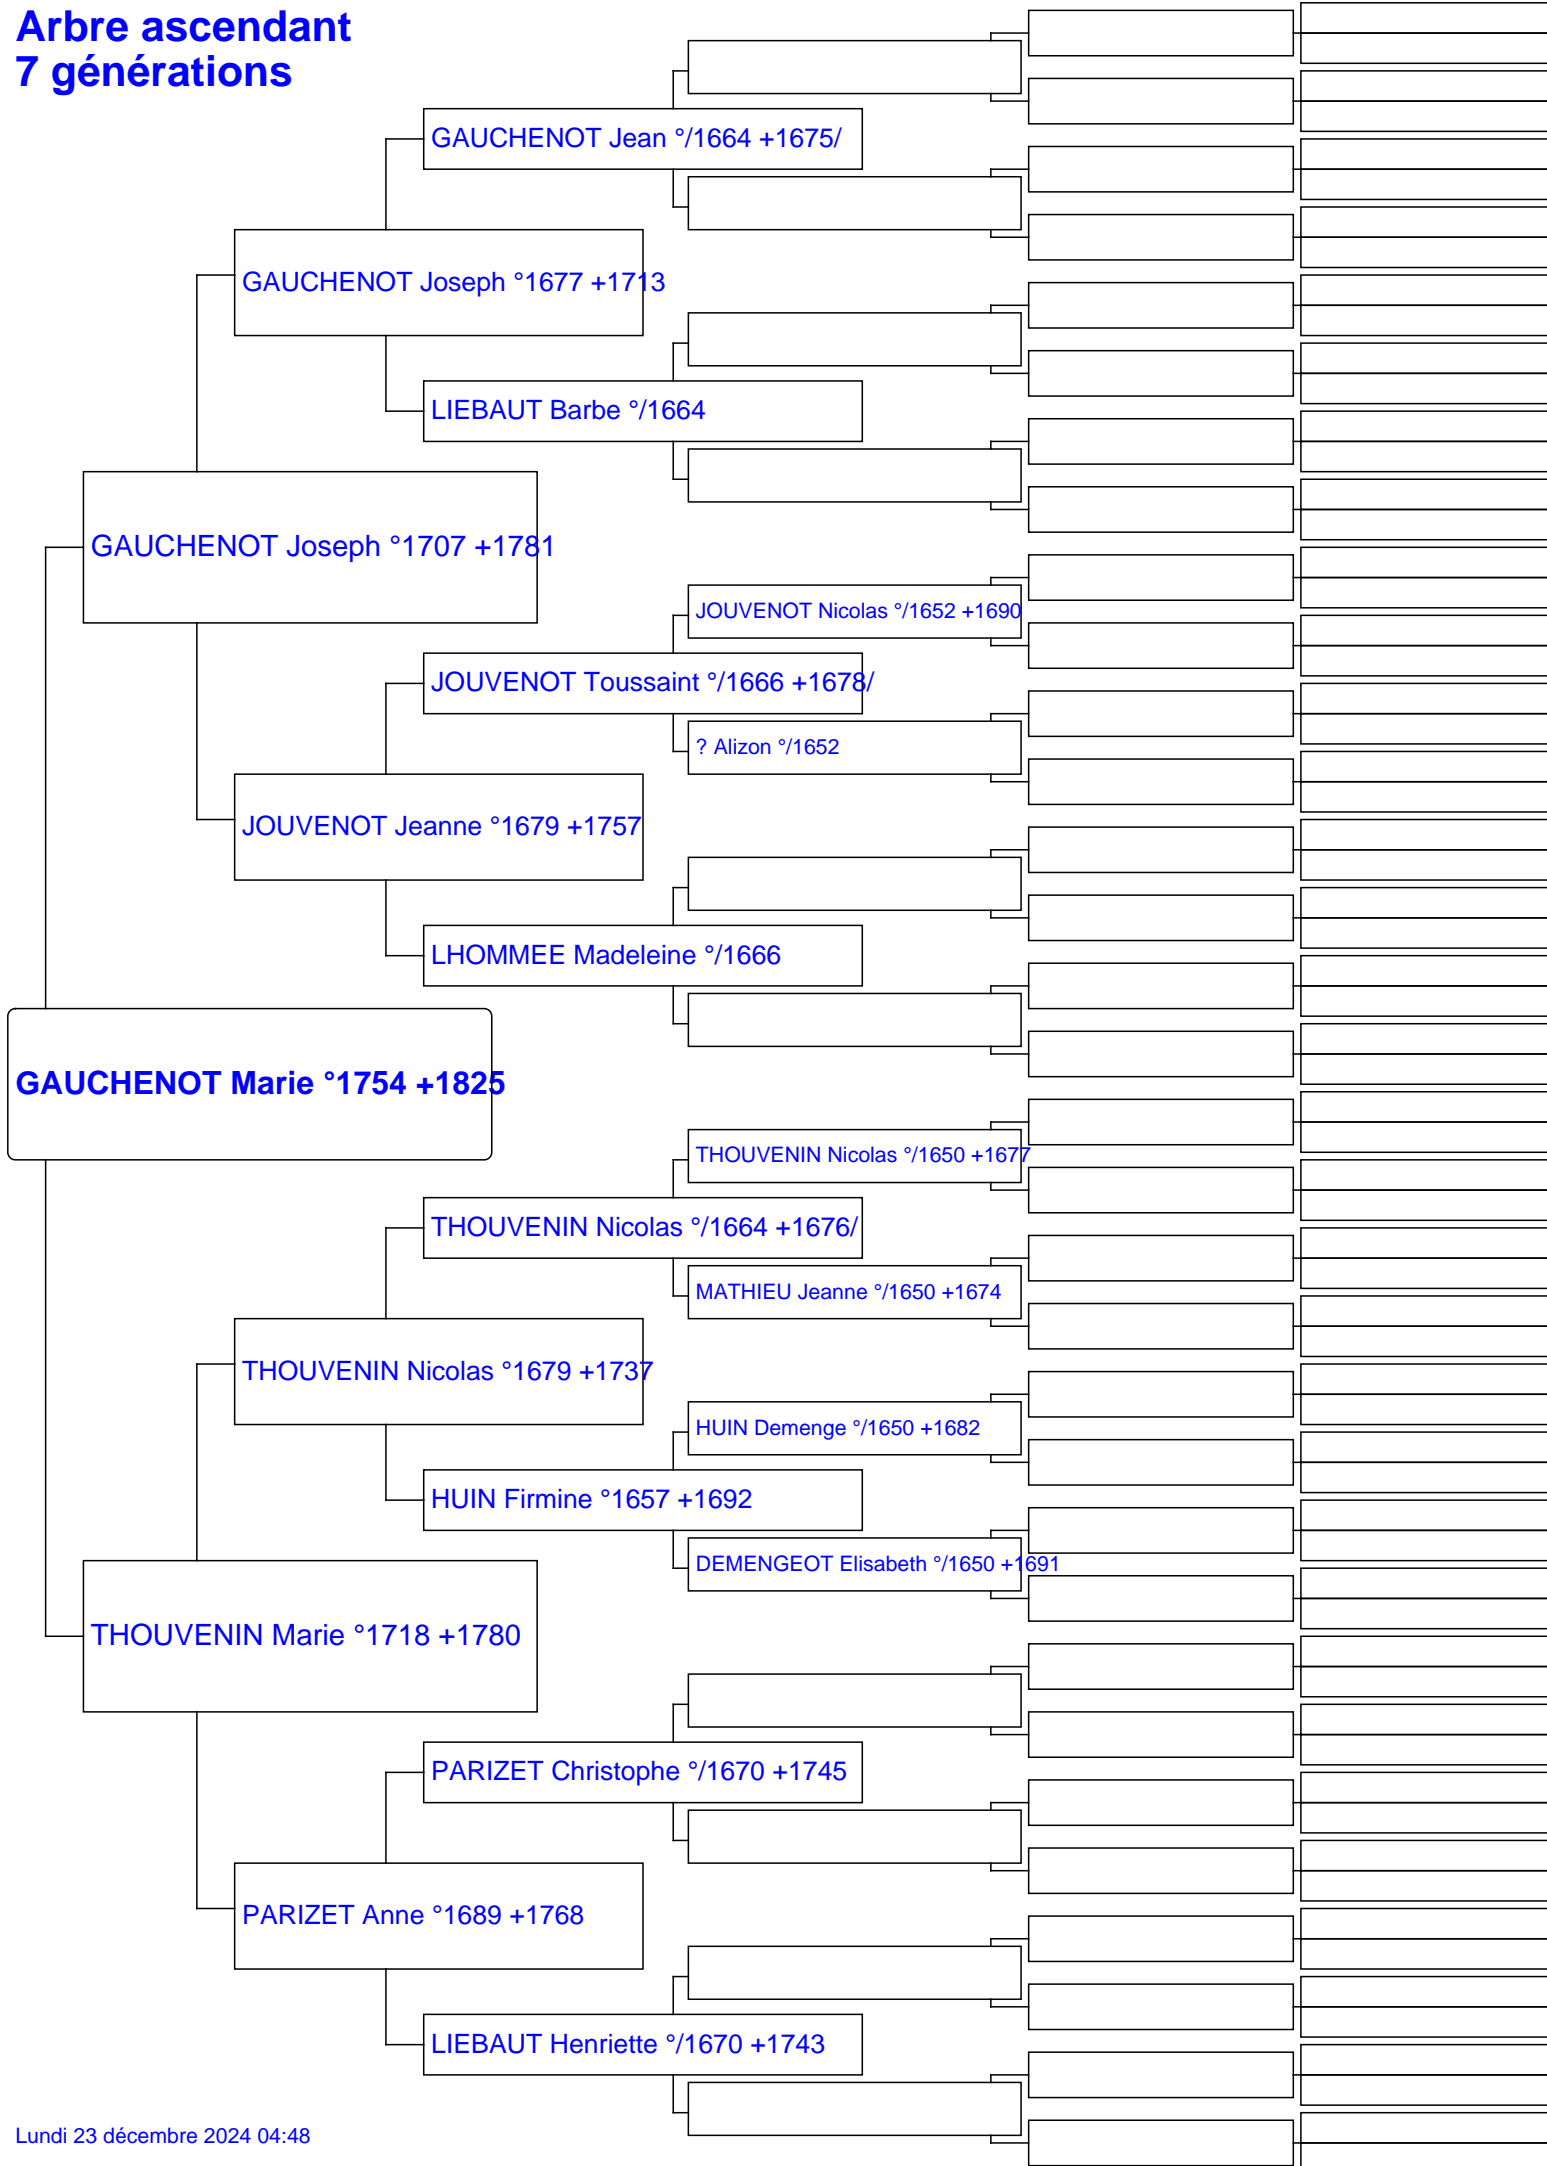 Arbre ascendant
7 générations
GAUCHENOT Jean °/1664 +1675/
GAUCHENOT Joseph °1677 +1713
LIEBAUT Barbe °/1664
GAUCHENOT Joseph °1707 +1781
JOUVENOT Nicolas °/1652 +1690
JOUVENOT Toussaint °/1666 +1678/
? Alizon °/1652
JOUVENOT Jeanne °1679 +1757
LHOMMEE Madeleine °/1666
GAUCHENOT Marie °1754 +1825
THOUVENIN Nicolas °/1650 +1677
THOUVENIN Nicolas °/1664 +1676/
MATHIEU Jeanne °/1650 +1674
THOUVENIN Nicolas °1679 +1737
HUIN Demenge °/1650 +1682
HUIN Firmine °1657 +1692
DEMENGEOT Elisabeth °/1650 +1691
THOUVENIN Marie °1718 +1780
PARIZET Christophe °/1670 +1745
PARIZET Anne °1689 +1768
LIEBAUT Henriette °/1670 +1743
Lundi 23 décembre 2024 04:48